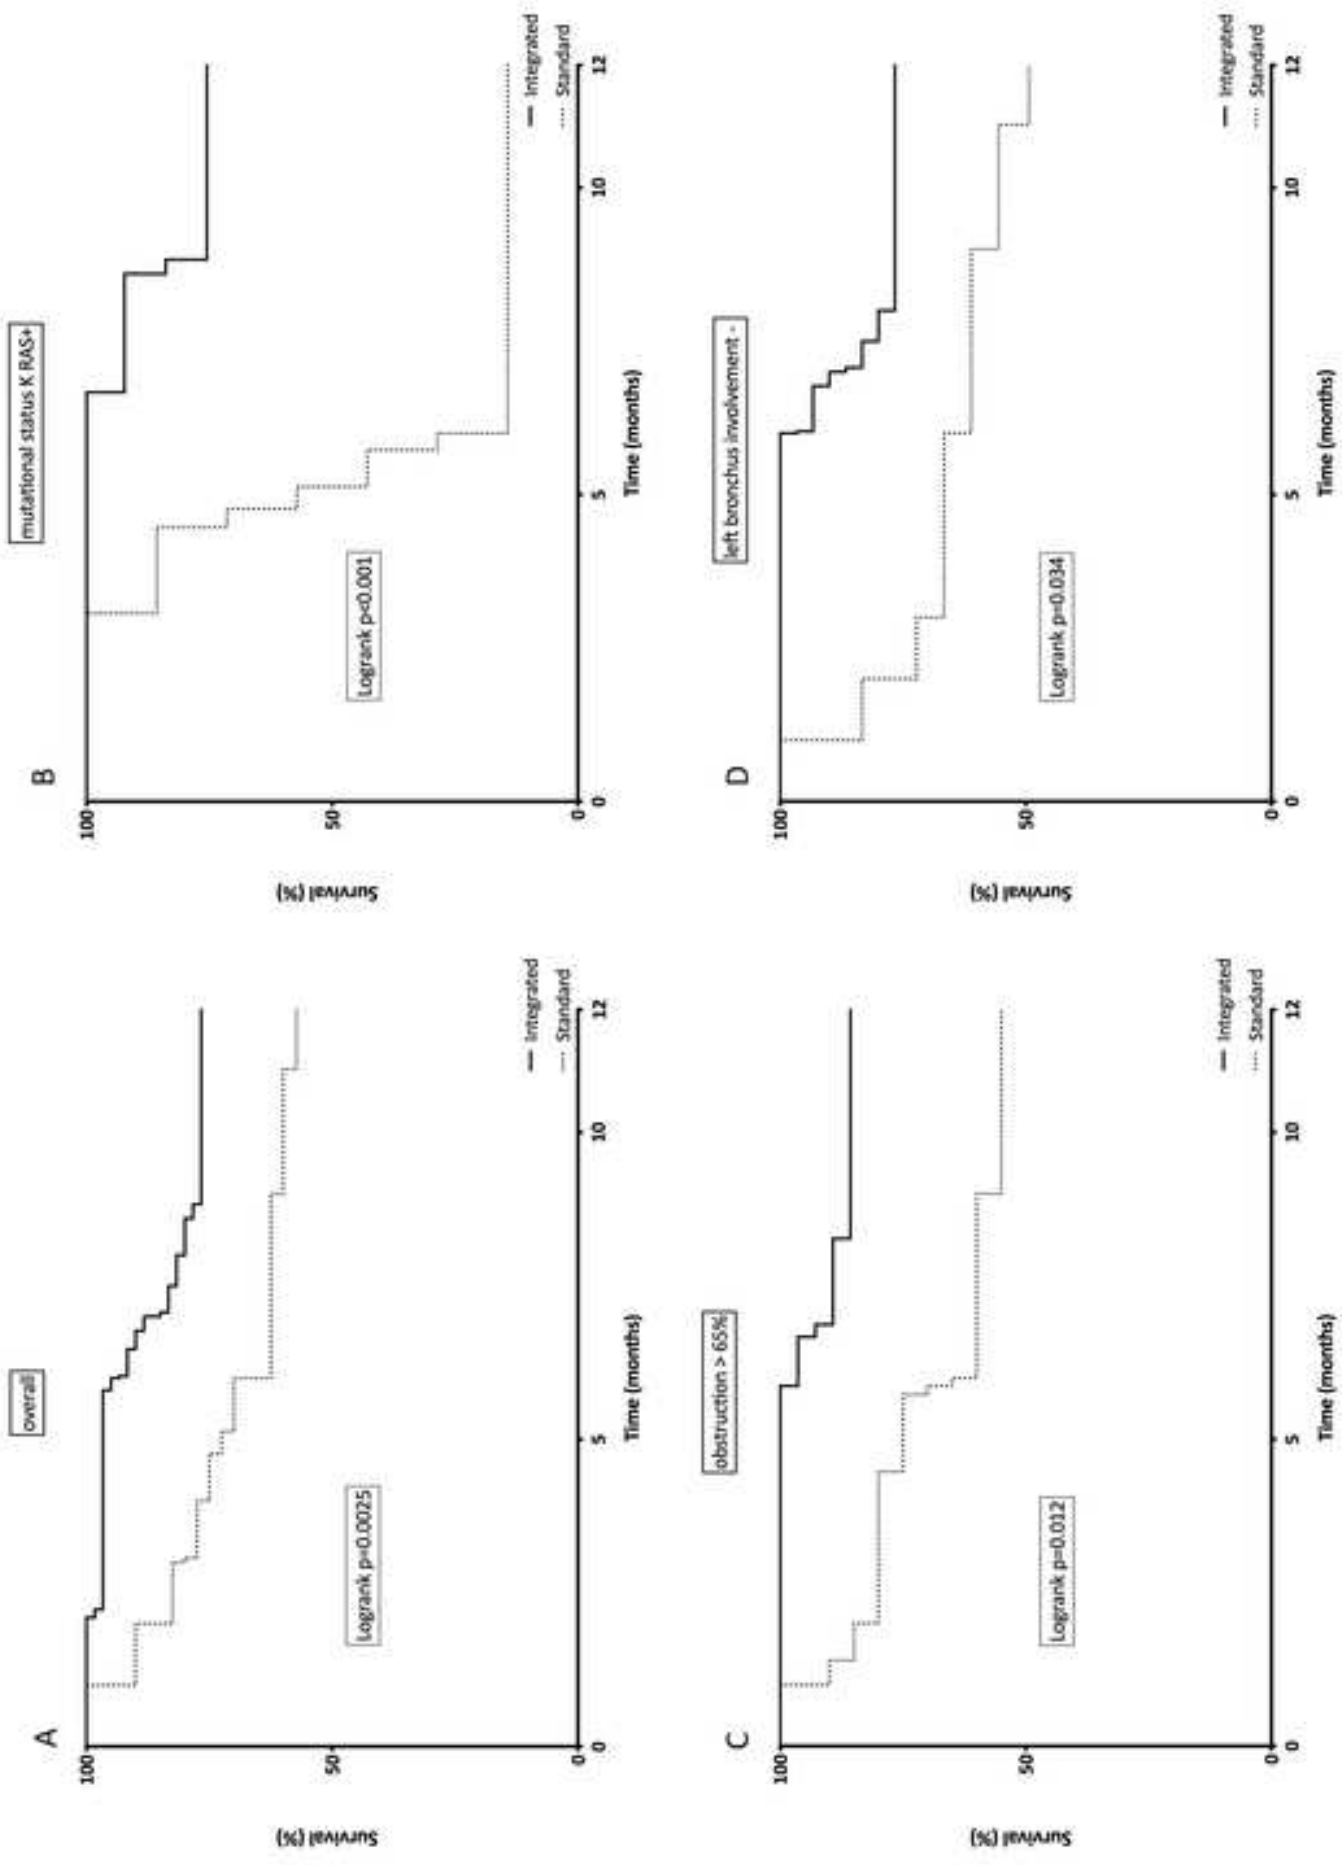 A
overall
Survival (%)
100
50
0
Logrank p=0.0025
Integrated
Standard
0
5
10
12
Time (months)
B
mutational status K RAS+
Survival (%)
100
50
0
Logrank p<0.001
Integrated
Standard
0
5
10
12
Time (months)
C
obstruction > 65%
Survival (%)
100
50
0
Logrank p=0.012
Integrated
Standard
0
5
10
12
Time (months)
D
left bronchus involvement -
Survival (%)
100
50
0
Logrank p=0.034
Integrated
Standard
0
5
10
12
Time (months)